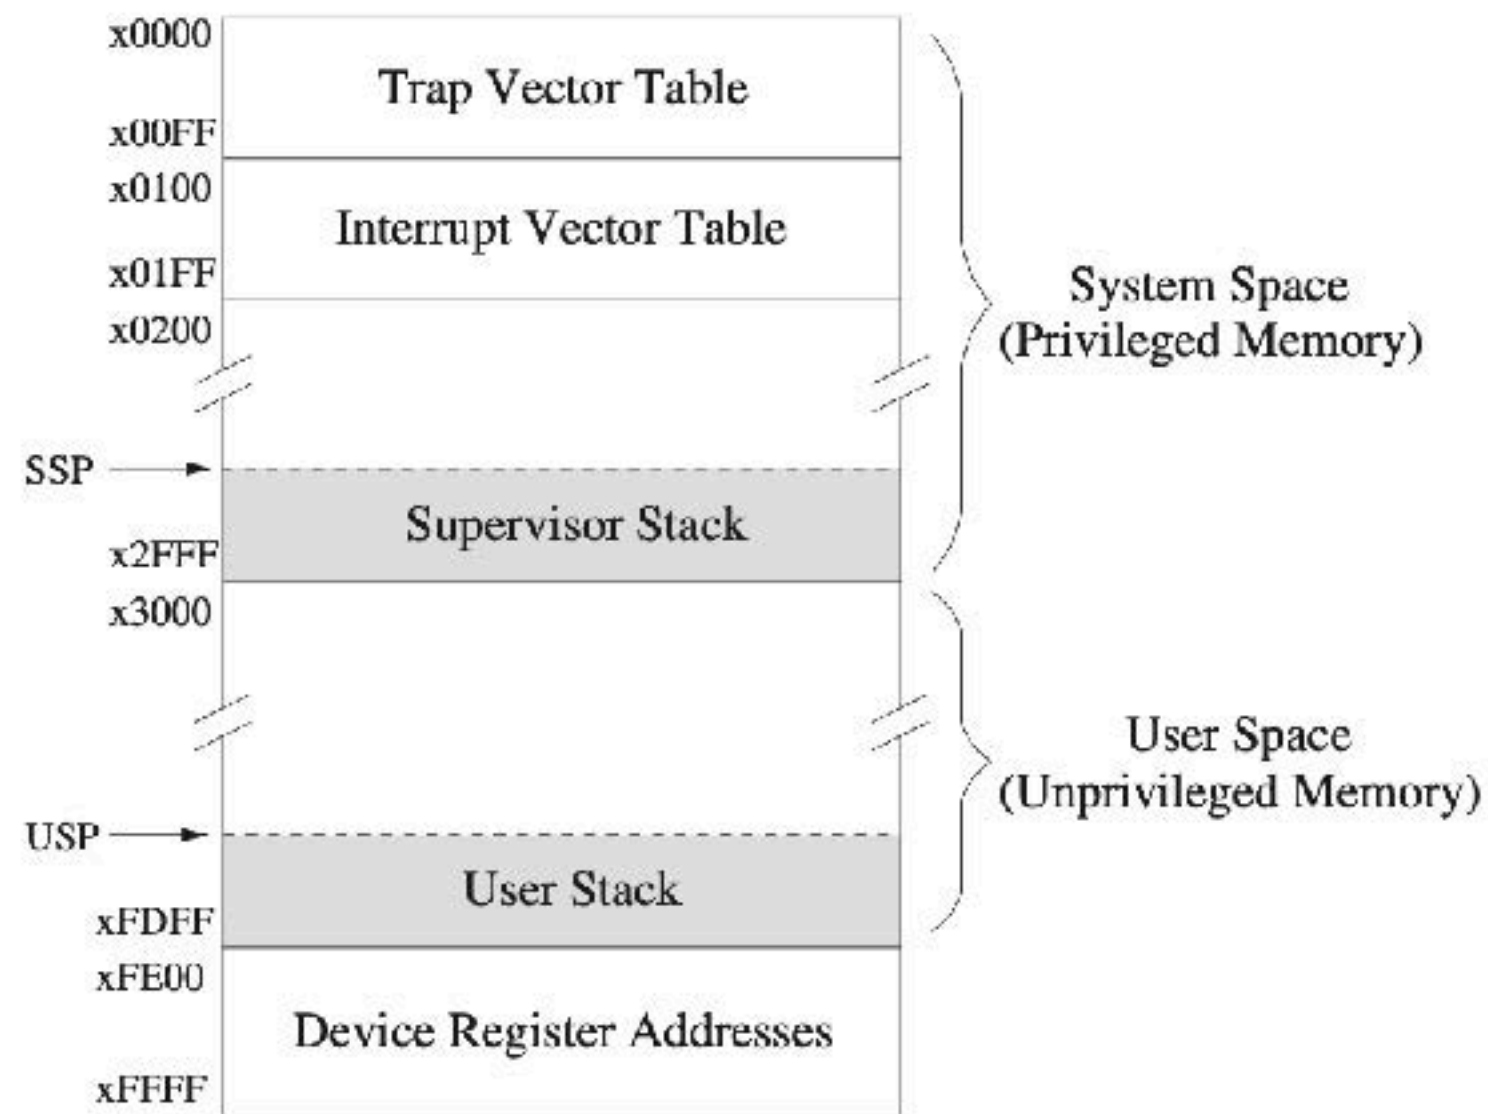 x0000
Trap Vector Table
x00FF
x0100
Interrupt Vector Table
x01FF
x0200
System Space
(Privileged Memory)
SSP
Supervisor Stack
x2FFF
x3000
User Space
(Unprivileged Memory)
USP
User Stack
xFDFF
xFE00
Device Register Addresses
xFFFF